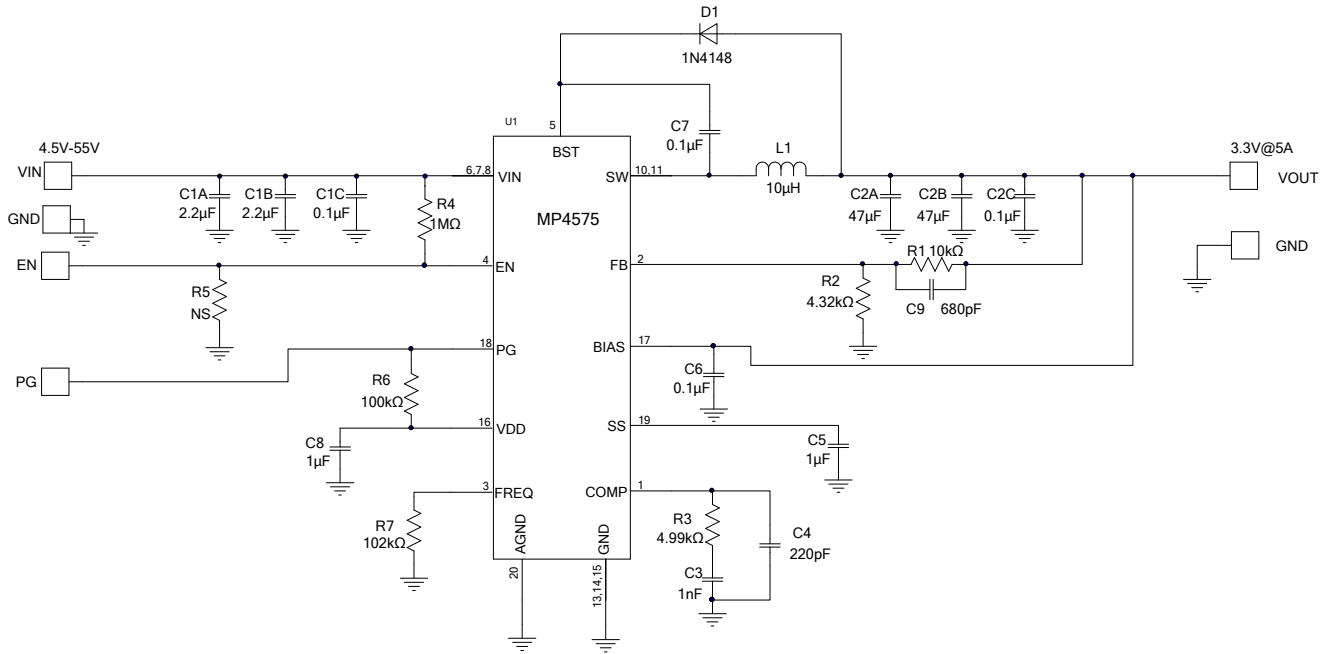 D1
1N4148
U1
5
BST
C7
0.1µF
L1
10µH
4.5V-55V
VIN
GND
C1A
2.2µF
C1B
2.2µF
C1C
0.1µF
R4
1MΩ
6,7,8
VIN
MP4575
SW
10,11
C2A
47µF
C2B
47µF
C2C
0.1µF
3.3V@5A
VOUT
GND
EN
R5
NS
4
EN
FB
2
R2
4.32kΩ
R1 10kΩ
C9
680pF
PG
18
PG
R6
100kΩ
BIAS
17
C6
0.1µF
C8
1µF
16
VDD
SS
19
C5
1µF
3
FREQ
R7
102kΩ
COMP
1
R3
4.99kΩ
C4
220pF
C3
1nF
AGND
20
GND
13,14,15